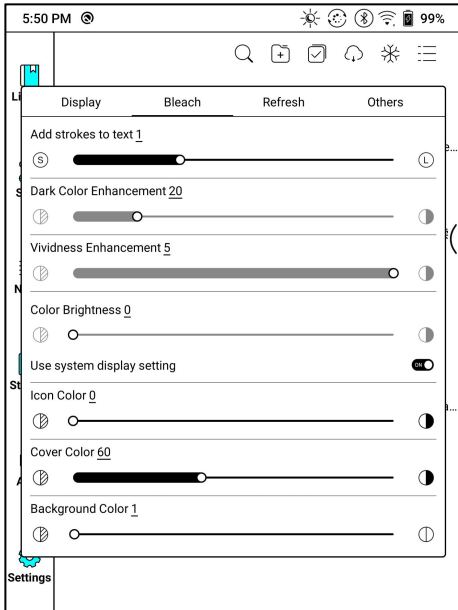 5:50 PM 99%
Display Bleach Refresh Others
Add strokes to text 1
S L
Dark Color Enhancement 20
Vividness Enhancement 5
Color Brightness 0
Use system display setting ON
Icon Color 0
Cover Color 60
Background Color 1
Settings